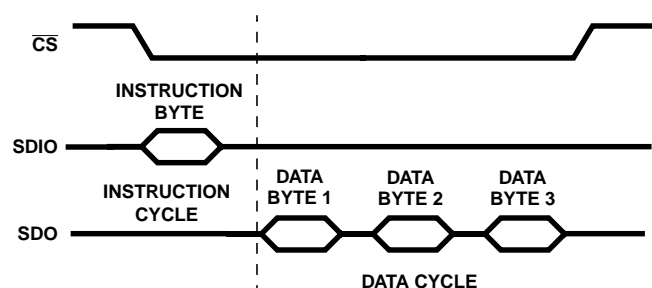 CS
INSTRUCTION
BYTE
SDIO
INSTRUCTION
CYCLE
DATA
BYTE 1
DATA
BYTE 2
DATA
BYTE 3
SDO
DATA CYCLE